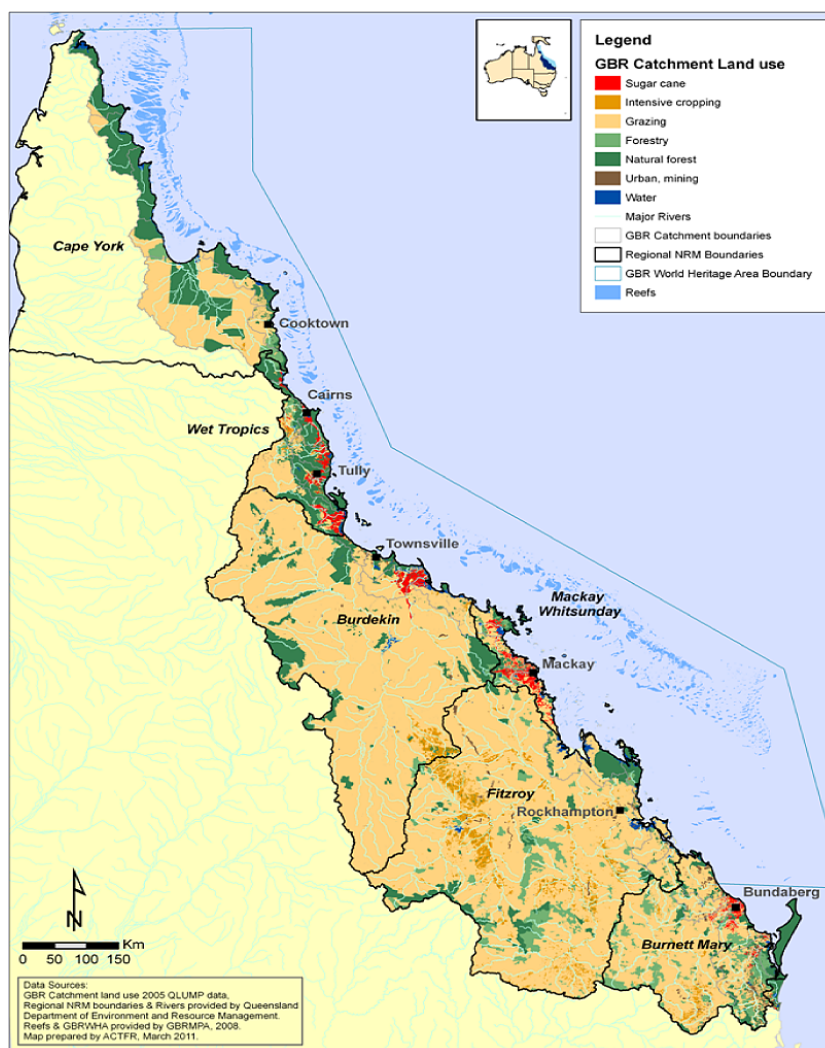 Legend
GBR Catchment Land use
Sugar cane
Intensive cropping
Grazing
Forestry
Natural forest
Urban, mining
Water
Major Rivers
GBR Catchment boundaries
Regional NRM Boundaries
GBR World Heritage Area Boundary
Reefs
Cape York
Cooktown
Cairns
Wet Tropics
Tully
Townsville
Mackay
Whitsunday
Burdekin
Mackay
Fitzroy
Rockhampton
Bundaberg
Burnett Mary
N
Km
0 50 100 150
Data Sources:
GBR Catchment land use 2005 QLUMP data,
Regional NRM boundaries & Rivers provided by Queensland
Department of Environment and Resource Management.
Reefs & GBRWHA provided by GBRMPA, 2008.
Map prepared by ACTFR, March 2011.